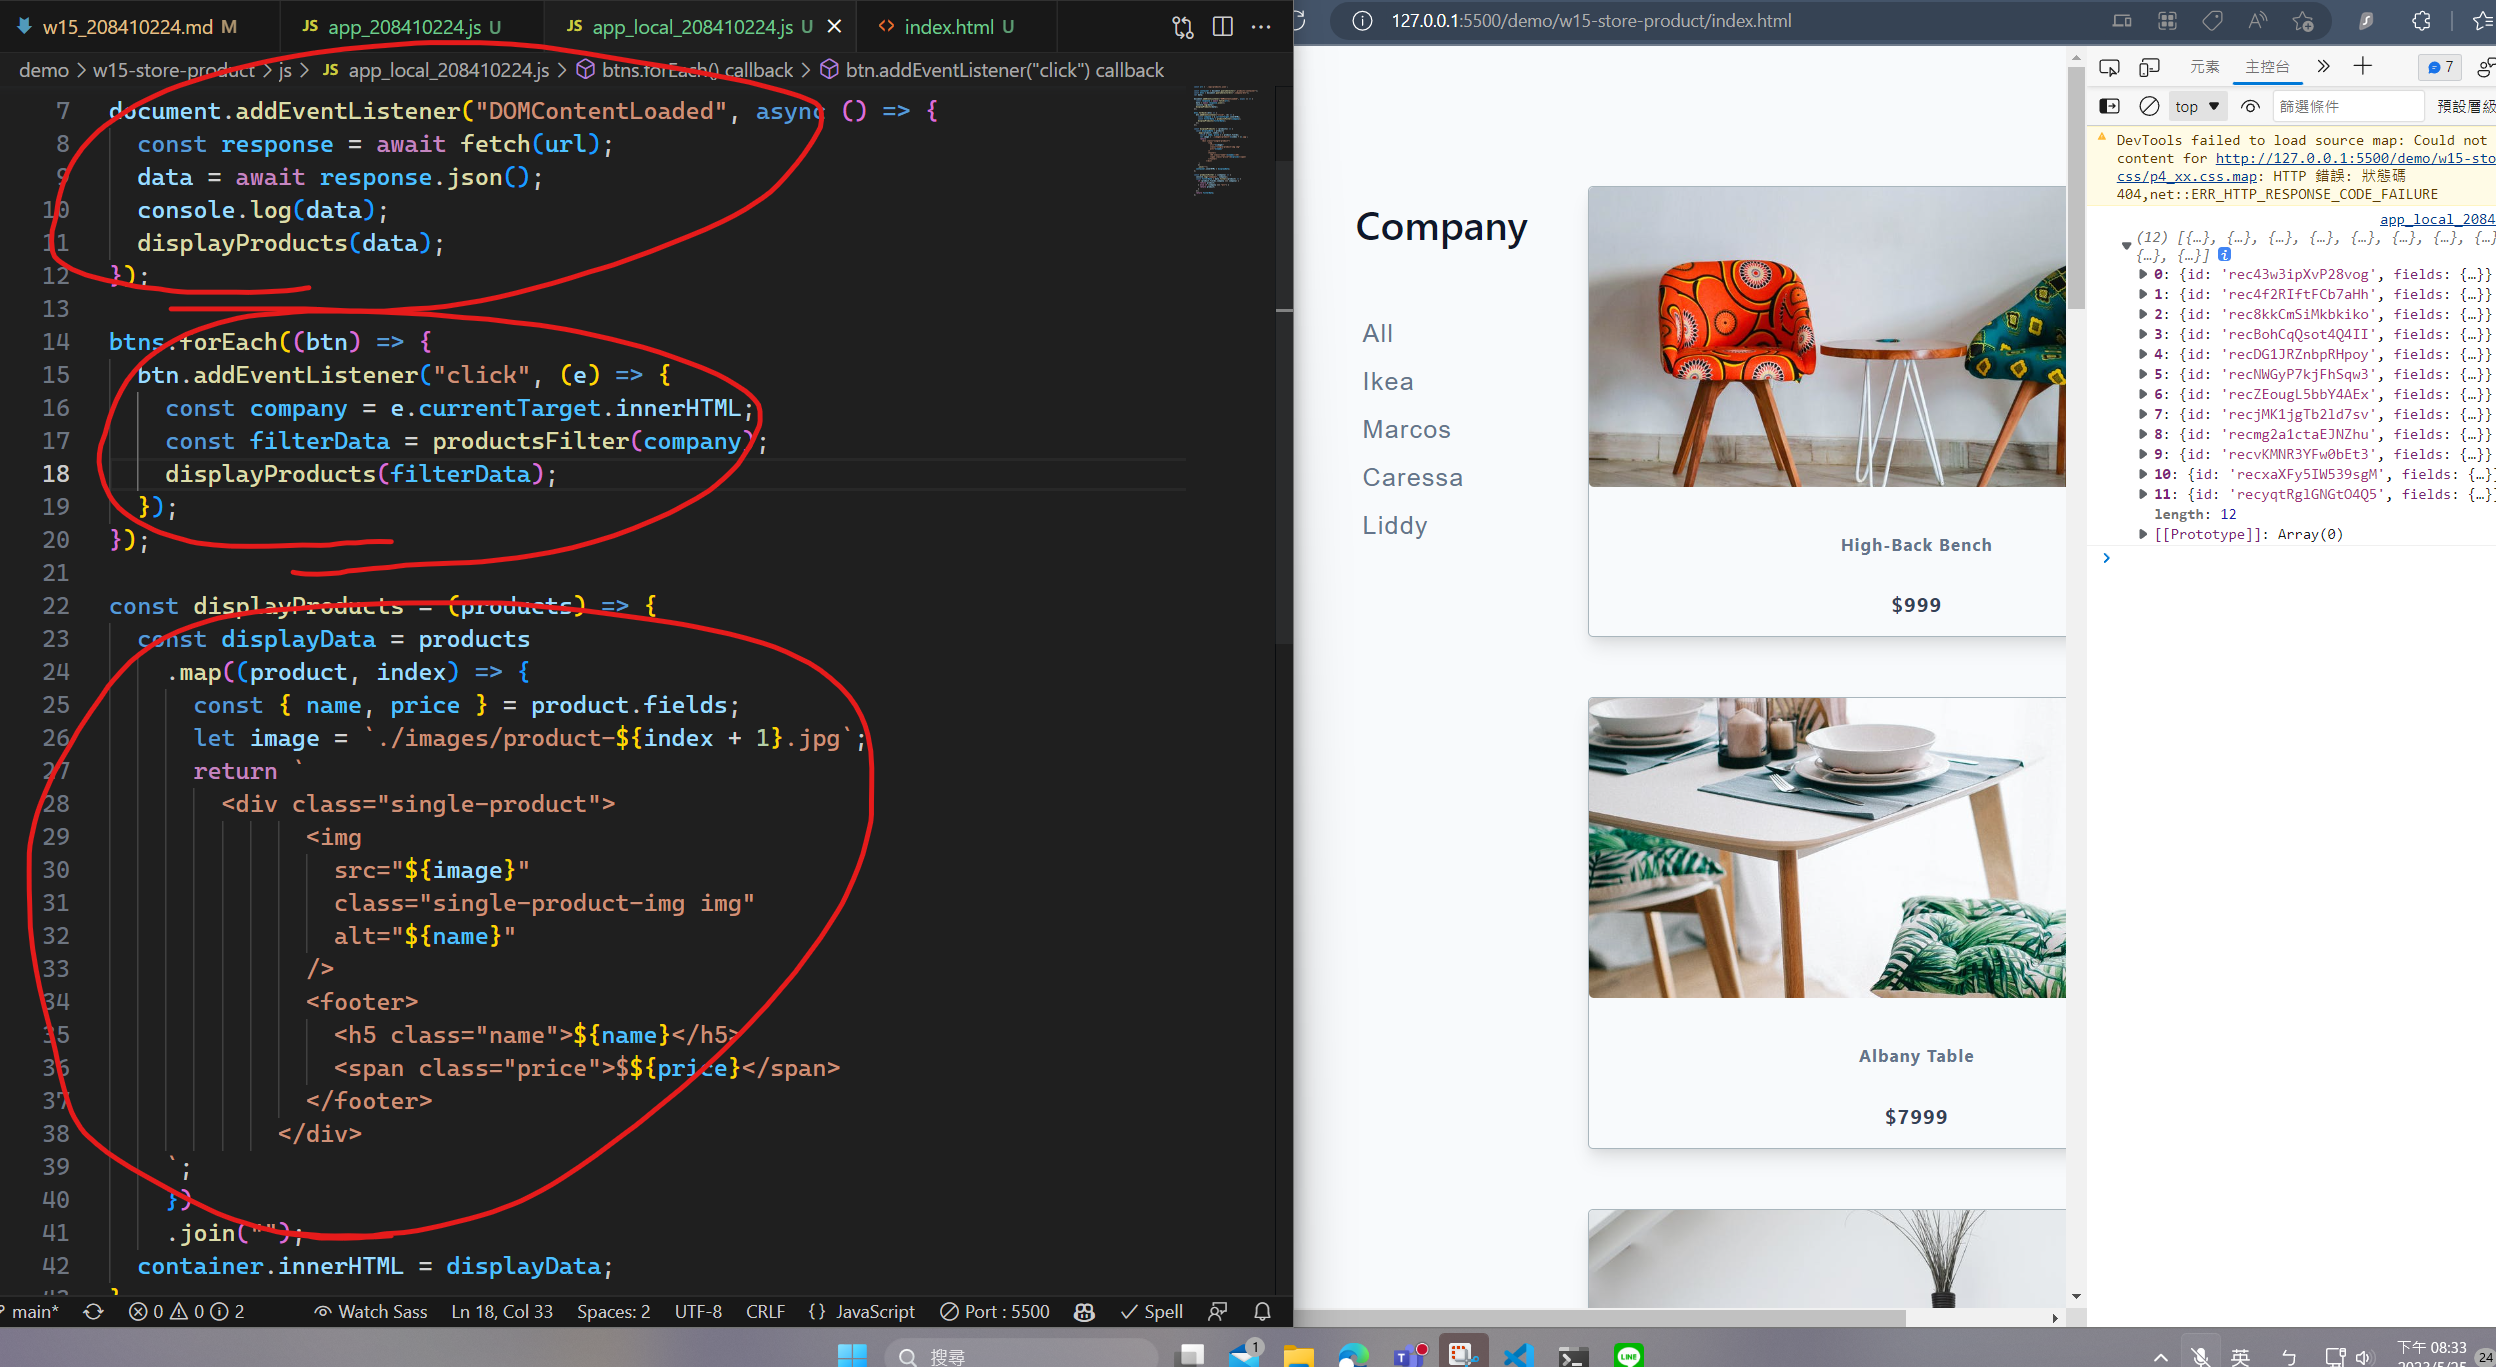 w15_208410224.md M
JS app_208410224.js U
JS app_local_208410224.js U
<> index.html U
demo > w15-store-product > js > JS app_local_208410224.js > btns.forEach() callback > btn.addEventListener("click") callback
7 document.addEventListener("DOMContentLoaded", async () => {
8 const response = await fetch(url);
9 data = await response.json();
10 console.log(data);
11 displayProducts(data);
12 });
13
14 btns.forEach((btn) => {
15 btn.addEventListener("click", (e) => {
16 const company = e.currentTarget.innerHTML;
17 const filterData = productsFilter(company);
18 displayProducts(filterData);
19 });
20 });
21
22 const displayProducts = (products) => {
23 const displayData = products
24 .map((product, index) => {
25 const { name, price } = product.fields;
26 let image = `./images/product-${index + 1}.jpg`;
27 return `
28 <div class="single-product">
29 <img
30 src="${image}"
31 class="single-product-img img"
32 alt="${name}"
33 />
34 <footer>
35 <h5 class="name">${name}</h5>
36 <span class="price">$${price}</span>
37 </footer>
38 </div>
39 `;
40 })
41 .join("");
42 container.innerHTML = displayData;
main* 0 0 2 Watch Sass Ln 18, Col 33 Spaces: 2 UTF-8 CRLF {} JavaScript Port : 5500 Spell
127.0.0.1:5500/demo/w15-store-product/index.html
Company
All
Ikea
Marcos
Caressa
Liddy
High-Back Bench
$999
Albany Table
$7999
元素 主控台 7
top 篩選條件 預設層級
DevTools failed to load source map: Could not
content for http://127.0.0.1:5500/demo/w15-sto
css/p4_xx.css.map: HTTP 錯誤: 狀態碼
404,net::ERR_HTTP_RESPONSE_CODE_FAILURE
app_local_2084
(12) [{…}, {…}, {…}, {…}, {…}, {…}, {…}, {…}
{…}, {…}]
0: {id: 'rec43w3ipXvP28vog', fields: {…}}
1: {id: 'rec4f2RIftFCb7aHh', fields: {…}}
2: {id: 'rec8kkCmSiMkbkiko', fields: {…}}
3: {id: 'recBohCqQsot4Q4II', fields: {…}}
4: {id: 'recDG1JRZnbpRHpoy', fields: {…}}
5: {id: 'recNWGyP7kjFhSqw3', fields: {…}}
6: {id: 'recZEougL5bbY4AEx', fields: {…}}
7: {id: 'recjMK1jgTb2ld7sv', fields: {…}}
8: {id: 'recmg2a1ctaEJNZhu', fields: {…}}
9: {id: 'recvKMNR3YFw0bEt3', fields: {…}}
10: {id: 'recxaXFy5IW539sgM', fields: {…}}
11: {id: 'recyqtRglGNGtO4Q5', fields: {…}}
length: 12
[[Prototype]]: Array(0)
搜尋
1
LINE
英
ㄅ
下午 08:33
24